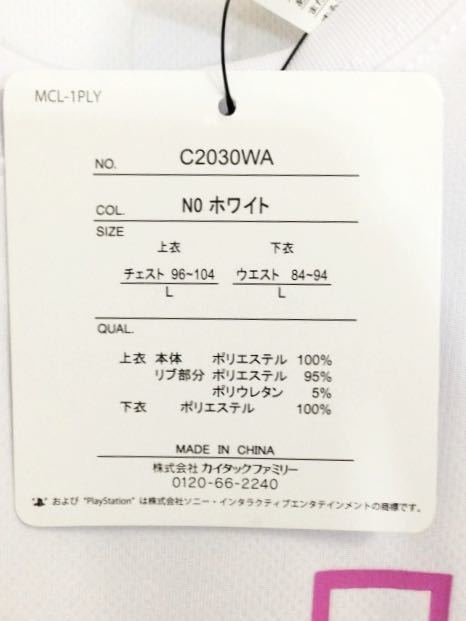 MCL-1PLY
NO. C2030WA
COL. N0 ホワイト
SIZE
上衣 下衣
チェスト 96~104 ウエスト 84~94
L L
QUAL.
上衣 本体 ポリエステル 100%
リブ部分 ポリエステル 95%
ポリウレタン 5%
下衣 ポリエステル 100%
MADE IN CHINA
株式会社 カイタックファミリー
0120-66-2240
および "PlayStation" は株式会社ソニー・インタラクティブエンタテインメントの商標です。